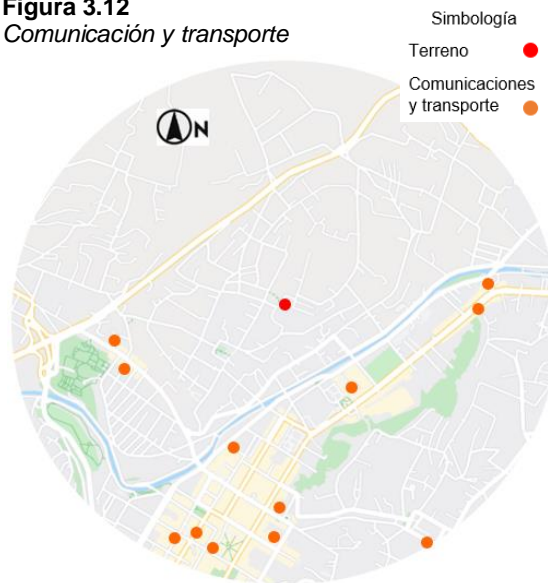 Figura 3.12
Comunicación y transporte
Simbología
Terreno
Comunicaciones
y transporte
N